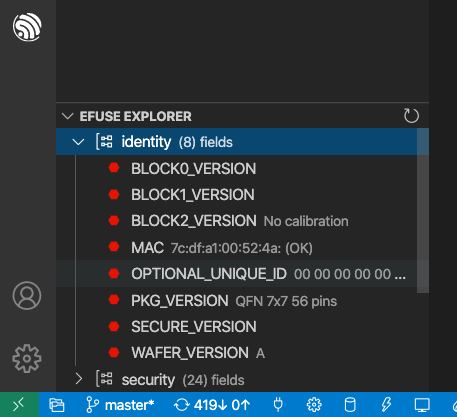 EFUSE EXPLORER
identity (8) fields
BLOCK0_VERSION
BLOCK1_VERSION
BLOCK2_VERSION No calibration
MAC 7c:df:a1:00:52:4a: (OK)
OPTIONAL_UNIQUE_ID 00 00 00 00 00 ...
PKG_VERSION QFN 7x7 56 pins
SECURE_VERSION
WAFER_VERSION A
security (24) fields
master* 419↓ 0↑